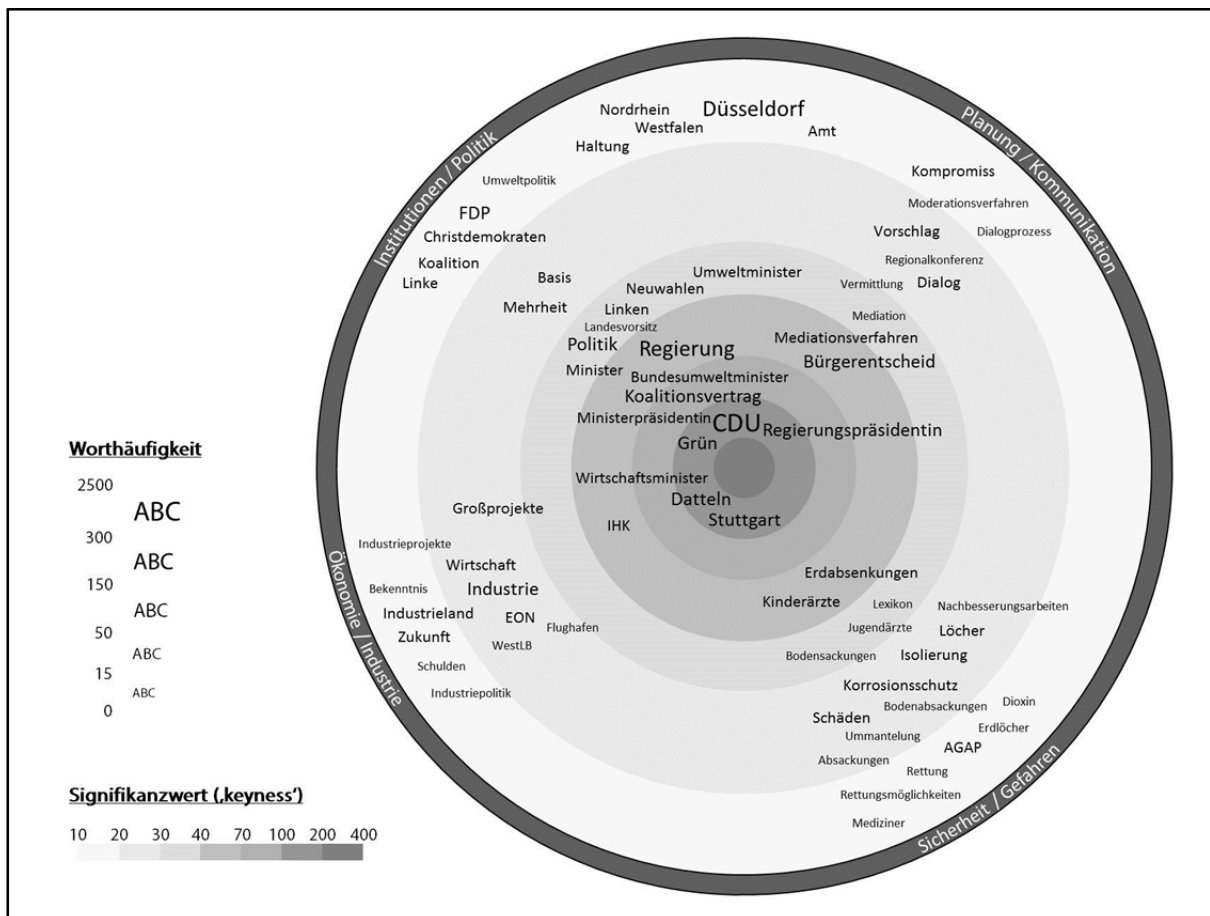 Institutionen / Politik
Planung / Kommunikation
Ökonomie / Industrie
Sicherheit / Gefahren
Nordrhein
Düsseldorf
Westfalen
Amt
Haltung
Umweltpolitik
FDP
Christdemokraten
Koalition
Linke
Basis
Mehrheit
Umweltminister
Neuwahlen
Linken
Landesvorsitz
Politik
Regierung
Minister
Bundesumweltminister
Koalitionsvertrag
Ministerpräsidentin
CDU
Grün
Regierungspräsidentin
Kompromiss
Moderationsverfahren
Vorschlag
Dialogprozess
Regionalkonferenz
Vermittlung
Dialog
Mediation
Mediationsverfahren
Bürgerentscheid
Wirtschaftsminister
Datteln
Stuttgart
IHK
Großprojekte
Industrieprojekte
Wirtschaft
Bekenntnis
Industrie
Industrieland
EON
Zukunft
Flughafen
WestLB
Schulden
Industriepolitik
Erdabsenkungen
Kinderärzte
Lexikon
Nachbesserungsarbeiten
Jugendärzte
Löcher
Bodensackungen
Isolierung
Korrosionsschutz
Bodenabsackungen
Dioxin
Schäden
Erdlöcher
Ummantelung
AGAP
Absackungen
Rettung
Rettungsmöglichkeiten
Mediziner
Worthäufigkeit
2500
ABC
300
ABC
150
ABC
50
ABC
15
ABC
0
Signifikanzwert (‚keyness')
10 20 30 40 70 100 200 400